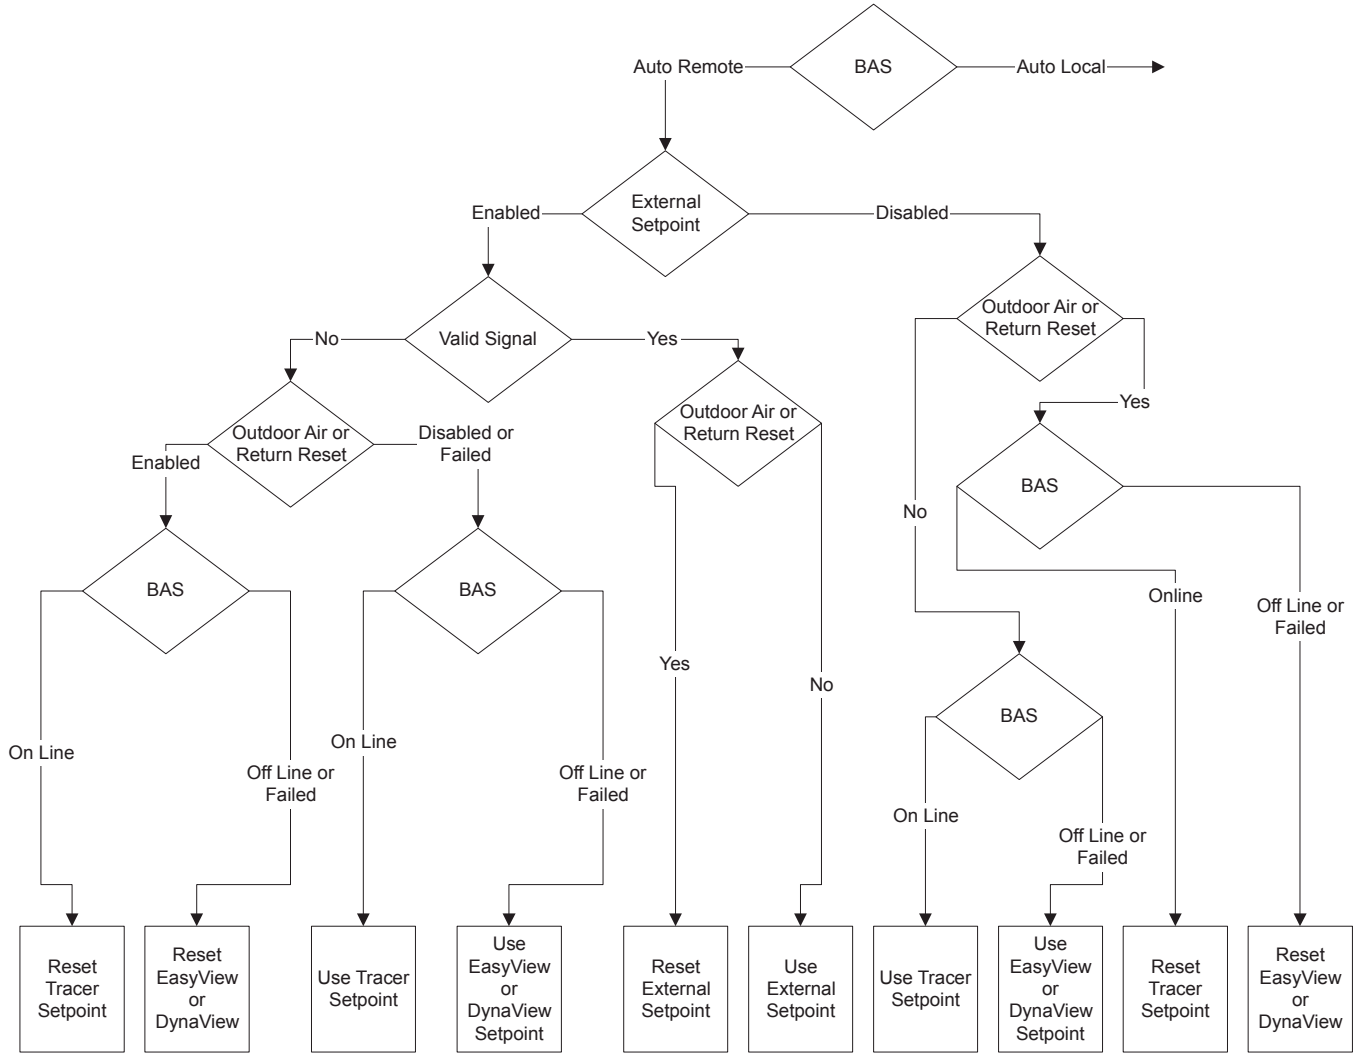 Auto Remote
BAS
Auto Local
External
Setpoint
Enabled
Disabled
Outdoor Air or
Return Reset
No
Valid Signal
Yes
Yes
Outdoor Air or
Return Reset
Outdoor Air or
Return Reset
Disabled or
Failed
Enabled
BAS
No
BAS
BAS
Online
Off Line or
Failed
Yes
No
BAS
On Line
On Line
Off Line or
Failed
Off Line or
Failed
On Line
Off Line or
Failed
Reset
Tracer
Setpoint
Reset
EasyView
or
DynaView
Use Tracer
Setpoint
Use
EasyView
or
DynaView
Setpoint
Reset
External
Setpoint
Use
External
Setpoint
Use Tracer
Setpoint
Use
EasyView
or
DynaView
Setpoint
Reset
Tracer
Setpoint
Reset
EasyView
or
DynaView